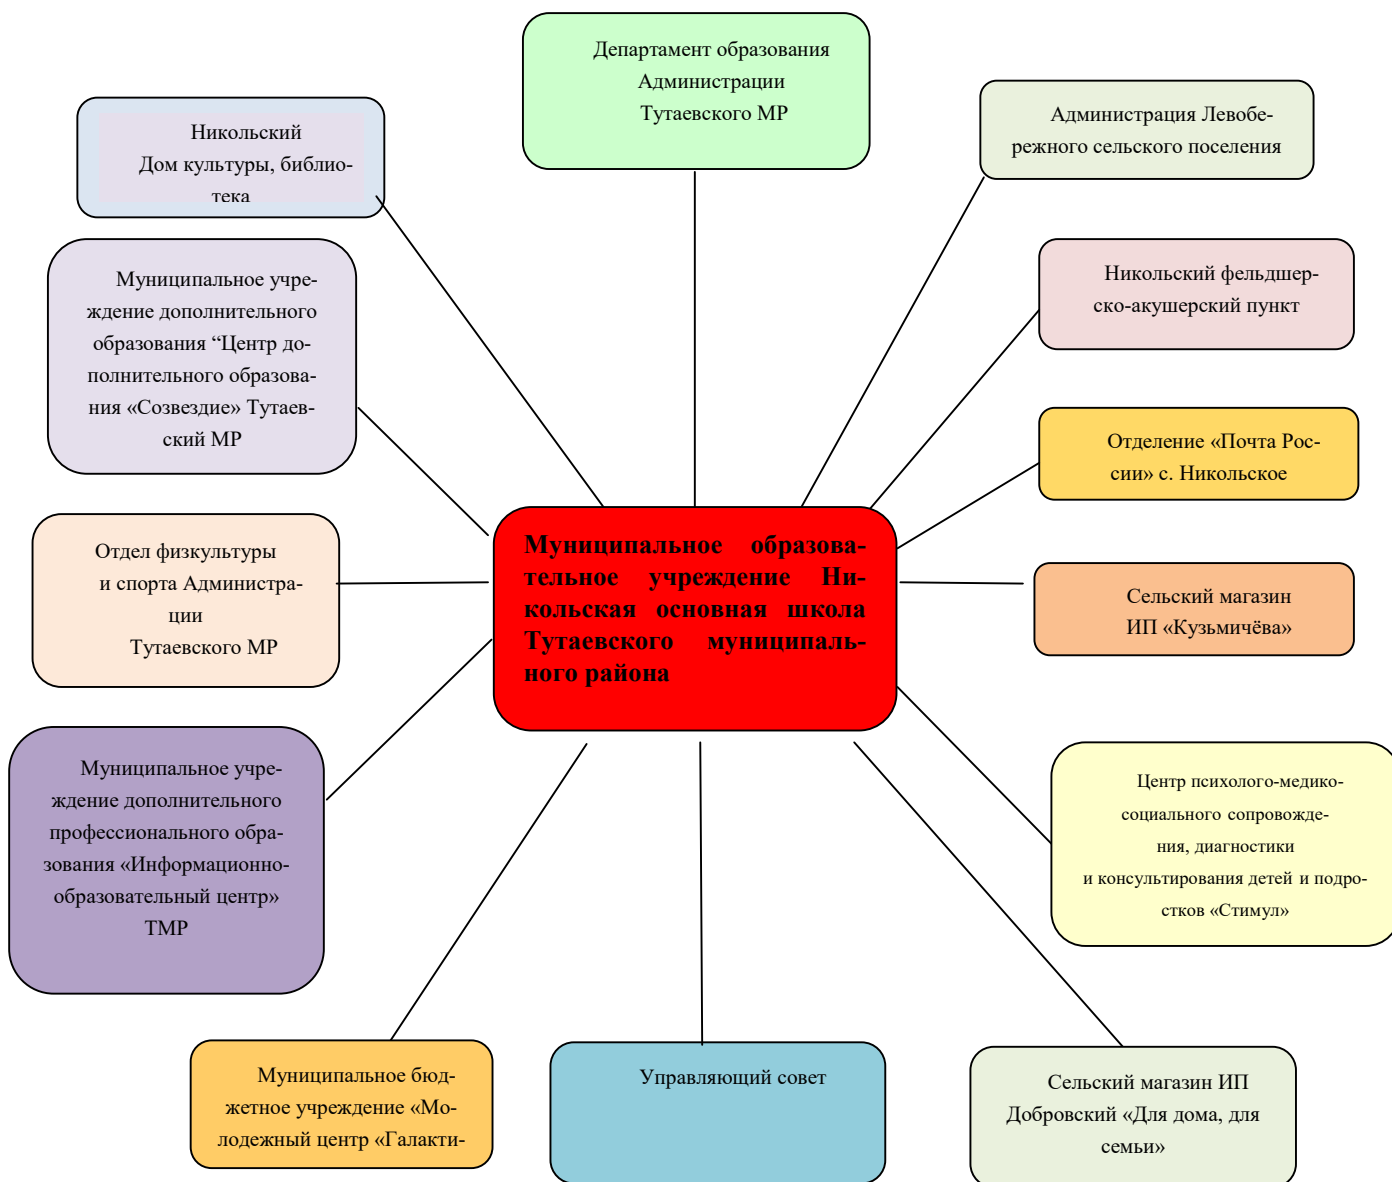 Департамент образования
Администрации
Тутаевского МР
Администрация Левобе-
режного сельского поселения
Никольский
Дом культуры, библио-
тека
Муниципальное учре-
ждение дополнительного
образования “Центр до-
полнительного образова-
ния «Созвездие» Тутаев-
ский МР
Никольский фельдшер-
ско-акушерский пункт
Отделение «Почта Рос-
сии» с. Никольское
Отдел физкультуры
и спорта Администра-
ции
Тутаевского МР
Муниципальное образова-
тельное учреждение Ни-
кольская основная школа
Тутаевского муниципаль-
ного района
Сельский магазин
ИП «Кузьмичёва»
Муниципальное учре-
ждение дополнительного
профессионального обра-
зования «Информационно-
образовательный центр»
ТМР
Центр психолого-медико-
социального сопровожде-
ния, диагностики
и консультирования детей и подро-
стков «Стимул»
Муниципальное бюд-
жетное учреждение «Мо-
лодежный центр «Галакти-
Управляющий совет
Сельский магазин ИП
Добровский «Для дома, для
семьи»